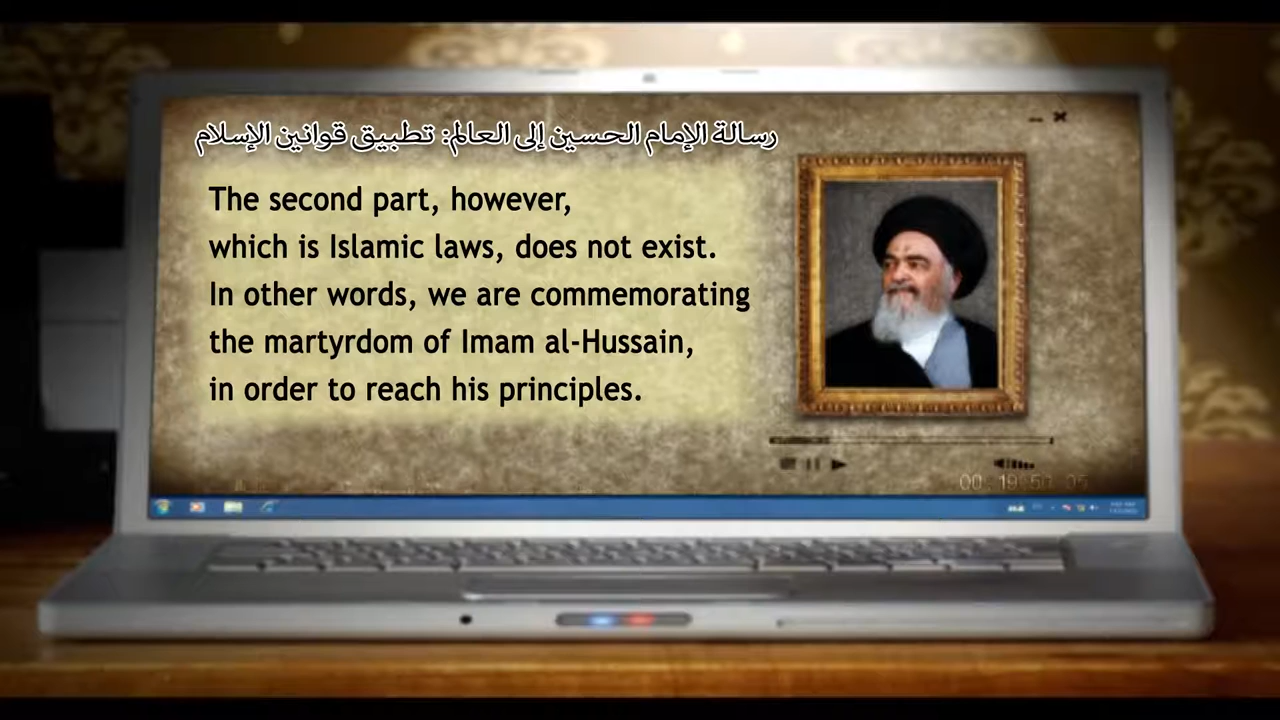 رسالة الإمام الحسين إلى العالم: تطبيق قوانين الإسلام
The second part, however,
which is Islamic laws, does not exist.
In other words, we are commemorating
the martyrdom of Imam al-Hussain,
in order to reach his principles.